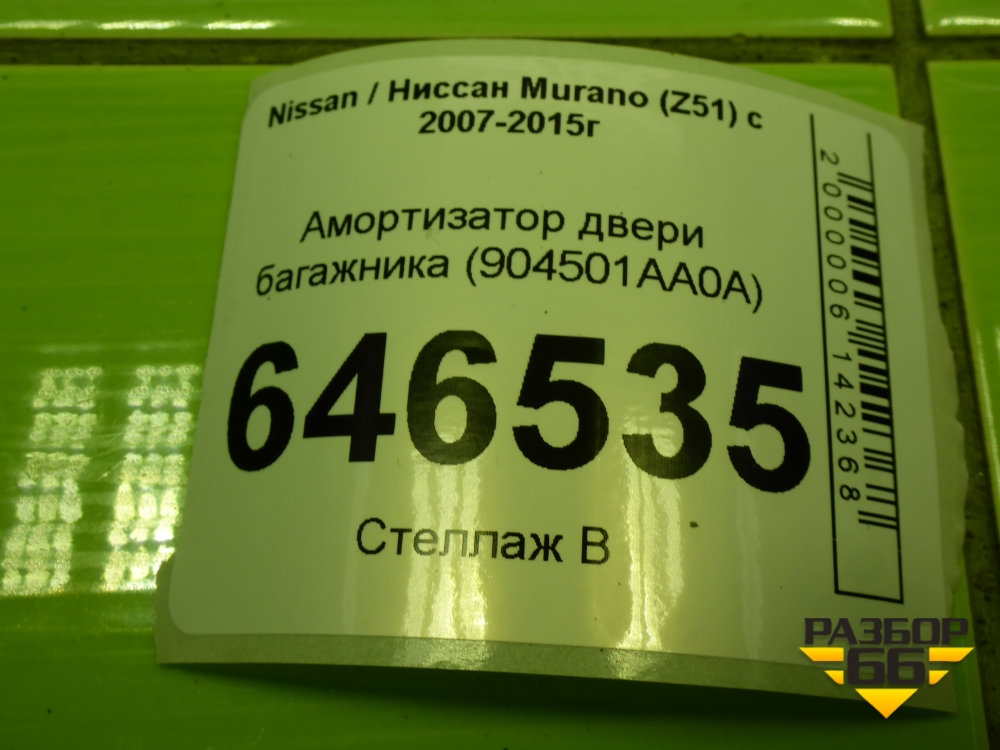 Nissan / Ниссан Murano (Z51) с
2007-2015г
Амортизатор двери
багажника (904501AA0A)
646535
Стеллаж В
2000006142368
РАЗБОР
66